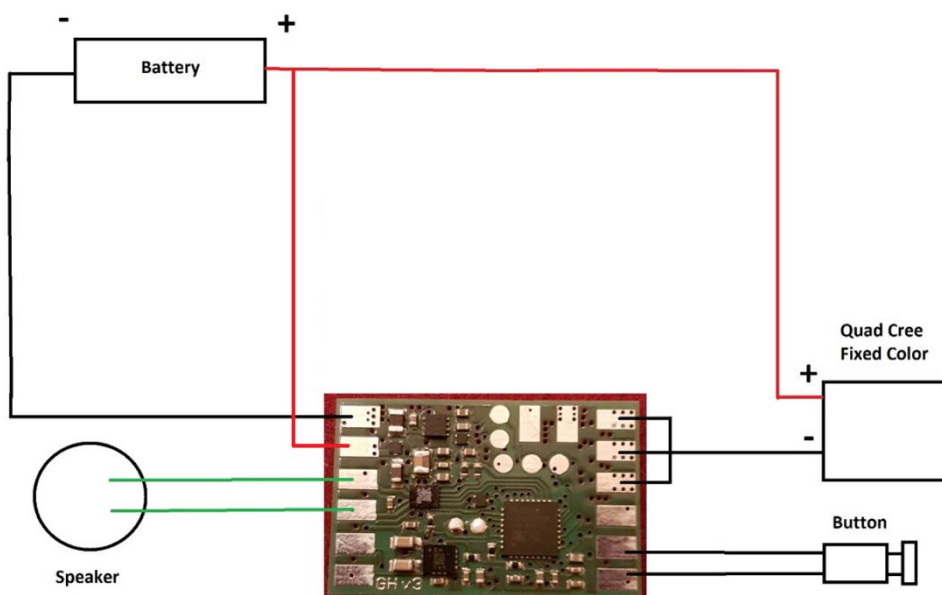 - +
Battery
Quad Cree
Fixed Color
+
-
Button
Speaker
GH v3